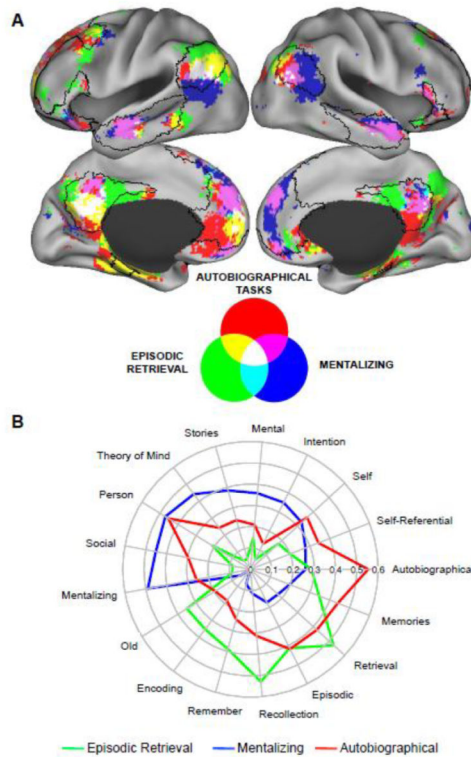 A
AUTOBIOGRAPHICAL
TASKS
EPISODIC
RETRIEVAL
MENTALIZING
B
Mental
Stories
Intention
Theory of Mind
Self
Person
Self-Referential
Social
0 0.1 0.2 0.3 0.4 0.5 0.6 Autobiographical
Mentalizing
Memories
Old
Retrieval
Encoding
Episodic
Remember
Recollection
Episodic Retrieval Mentalizing Autobiographical